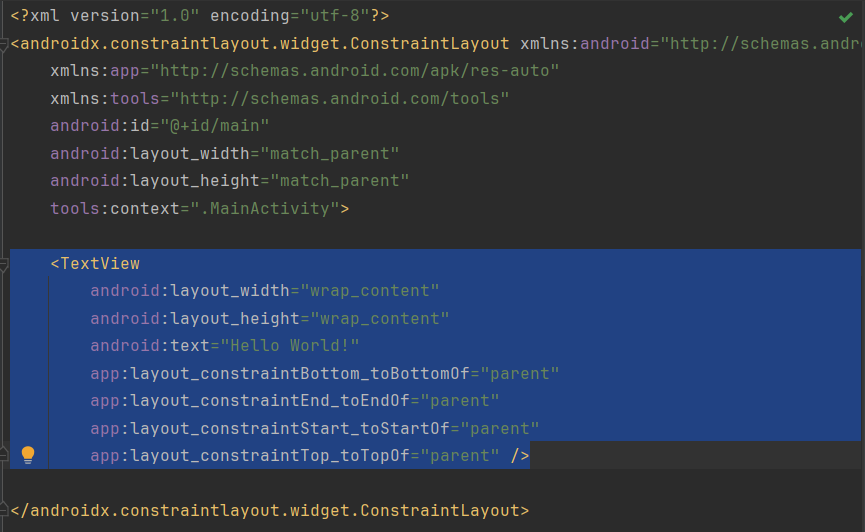 <?xml version="1.0" encoding="utf-8"?>
<androidx.constraintlayout.widget.ConstraintLayout xmlns:android="http://schemas.andr
xmlns:app="http://schemas.android.com/apk/res-auto"
xmlns:tools="http://schemas.android.com/tools"
android:id="@+id/main"
android:layout_width="match_parent"
android:layout_height="match_parent"
tools:context=".MainActivity">
<TextView
android:layout_width="wrap_content"
android:layout_height="wrap_content"
android:text="Hello World!"
app:layout_constraintBottom_toBottomOf="parent"
app:layout_constraintEnd_toEndOf="parent"
app:layout_constraintStart_toStartOf="parent"
app:layout_constraintTop_toTopOf="parent" />
</androidx.constraintlayout.widget.ConstraintLayout>